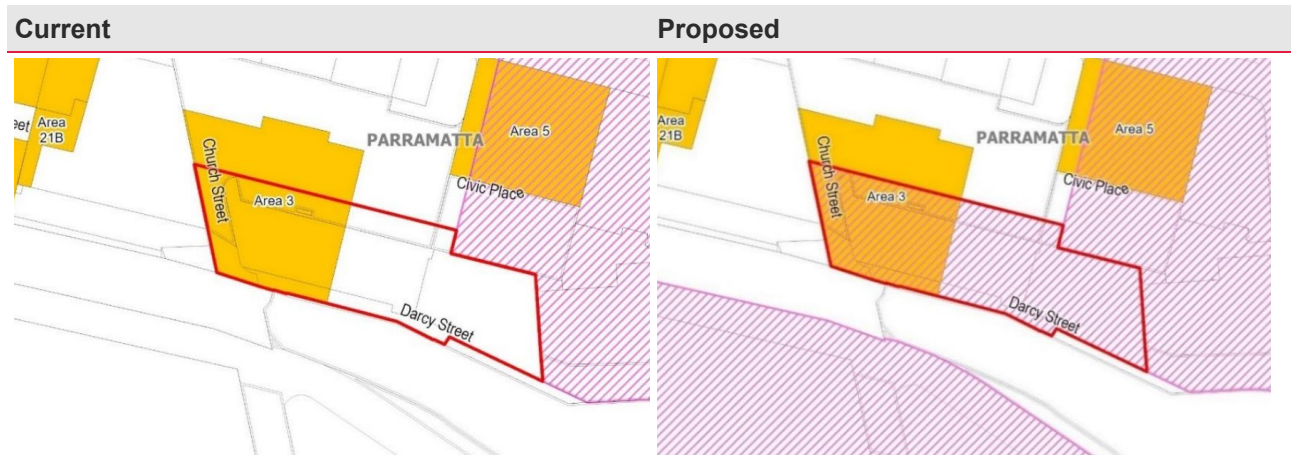 Current
Proposed
eet
Area
21B
Church Street
Area 3
PARRAMATTA
Area 5
Civic Place
Darcy Street
Area
21B
Church Street
Area 3
PARRAMATTA
Area 5
Civic Place
Darcy Street